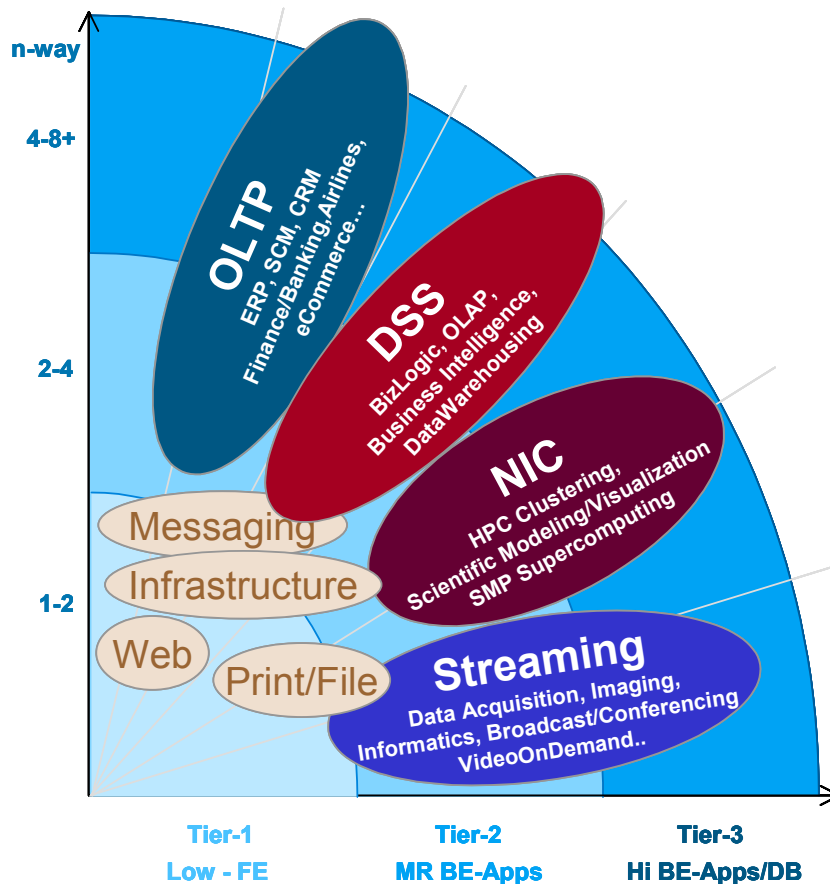 n-way
4-8+
2-4
1-2
OLTP
ERP, SCM, CRM
Finance/Banking,Airlines,
eCommerce...
DSS
BizLogic, OLAP,
Business Intelligence,
DataWarehousing
NIC
HPC Clustering,
Scientific Modeling/Visualization
SMP Supercomputing
Messaging
Infrastructure
Web
Print/File
Streaming
Data Acquisition, Imaging,
Informatics, Broadcast/Conferencing
VideoOnDemand..
Tier-1
Low - FE
Tier-2
MR BE-Apps
Tier-3
Hi BE-Apps/DB